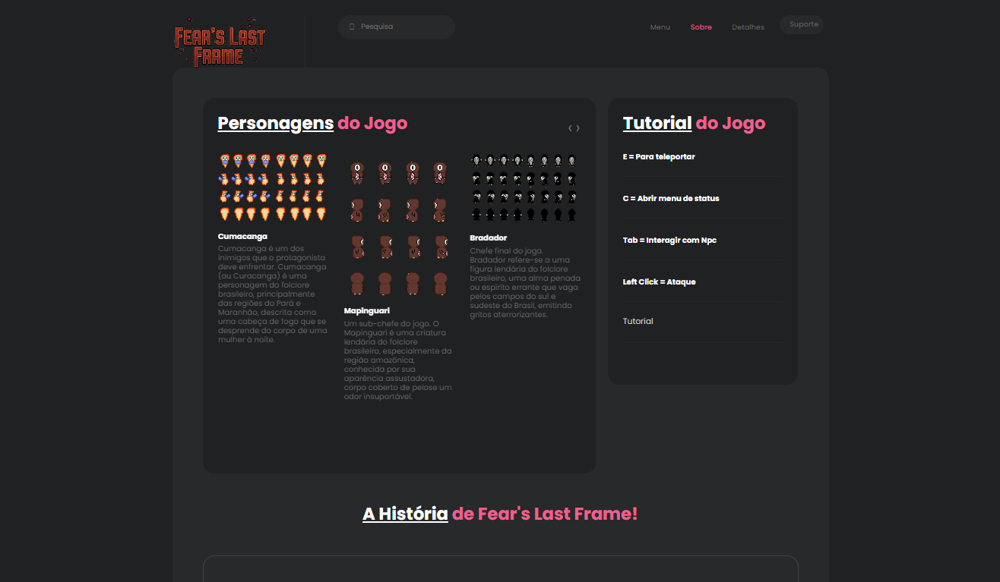 FEAR'S LAST
FRAME
Pesquisa
Menu
Sobre
Detalhes
Suporte
Personagens do Jogo
Cumacanga
Cumacanga é um dos
inimigos que o protagonista
deve enfrentar. Cumacanga
(ou Curacanga) é uma
personagem do folclore
brasileiro, principalmente
das regiões do Pará e
Maranhão, descrita como
uma cabeça de fogo que se
desprende do corpo de uma
mulher à noite.
Mapinguari
Um sub-chefe do jogo. O
Mapinguari é uma criatura
lendária do folclore
brasileiro, especialmente da
região amazônica,
conhecida por sua
aparência assustadora,
corpo coberto de pelose um
odor insuportável.
Bradador
Chefe final do jogo.
Bradador refere-se a uma
figura lendária do folclore
brasileiro, uma alma penada
ou espírito errante que vaga
pelos campos do sul e
sudeste do Brasil, emitindo
gritos aterrorizantes.
Tutorial do Jogo
E = Para teleportar
C = Abrir menu de status
Tab = Interagir com Npc
Left Click = Ataque
Tutorial
A História de Fear's Last Frame!